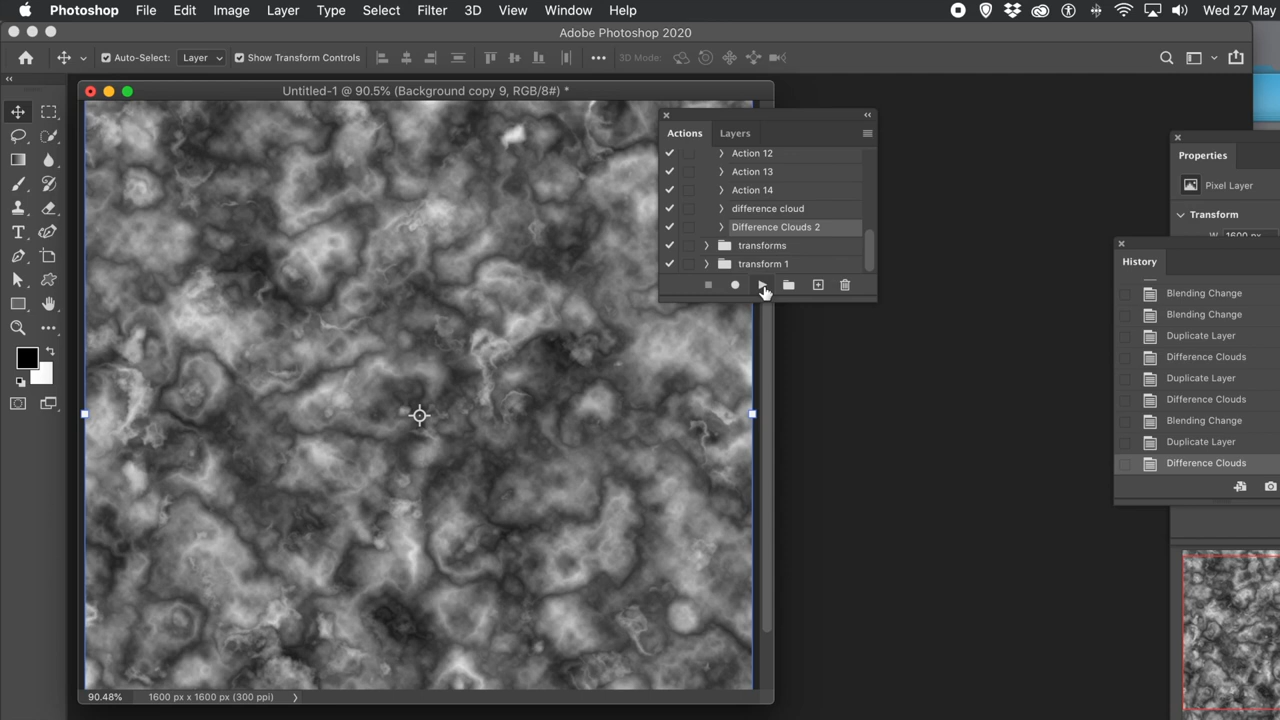 Photoshop File Edit Image Layer Type Select Filter 3D View Window Help Wed 27 May
Adobe Photoshop 2020
Auto-Select: Layer Show Transform Controls 3D Mode:
Untitled-1 @ 90.5% (Background copy 9, RGB/8#) *
Actions Layers
Action 12
Action 13
Action 14
difference cloud
Difference Clouds 2
transforms
transform 1
Properties
Pixel Layer
Transform
W 1600 px
History
Blending Change
Blending Change
Duplicate Layer
Difference Clouds
Duplicate Layer
Difference Clouds
Blending Change
Duplicate Layer
Difference Clouds
90.48% 1600 px x 1600 px (300 ppi)